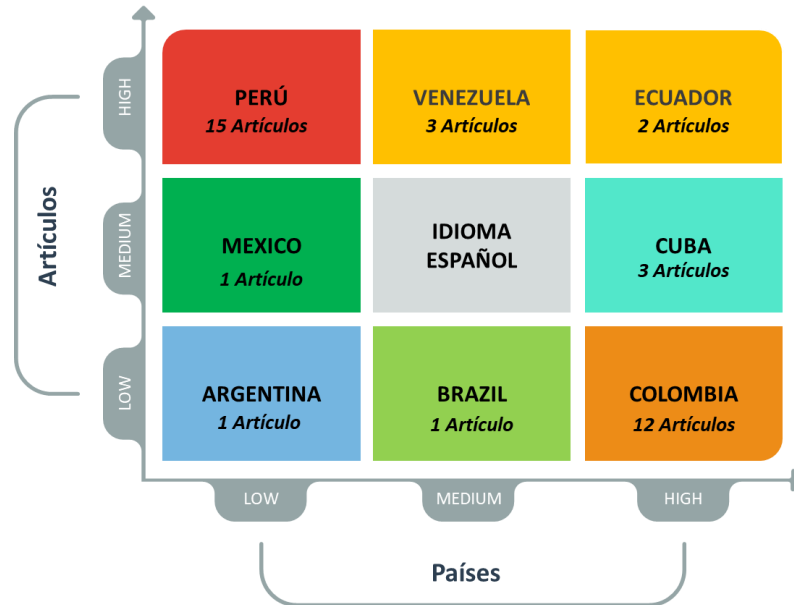 Artículos
HIGH
MEDIUM
LOW
PERÚ
15 Artículos
VENEZUELA
3 Artículos
ECUADOR
2 Artículos
MEXICO
1 Artículo
IDIOMA
ESPAÑOL
CUBA
3 Artículos
ARGENTINA
1 Artículo
BRAZIL
1 Artículo
COLOMBIA
12 Artículos
LOW
MEDIUM
HIGH
Países